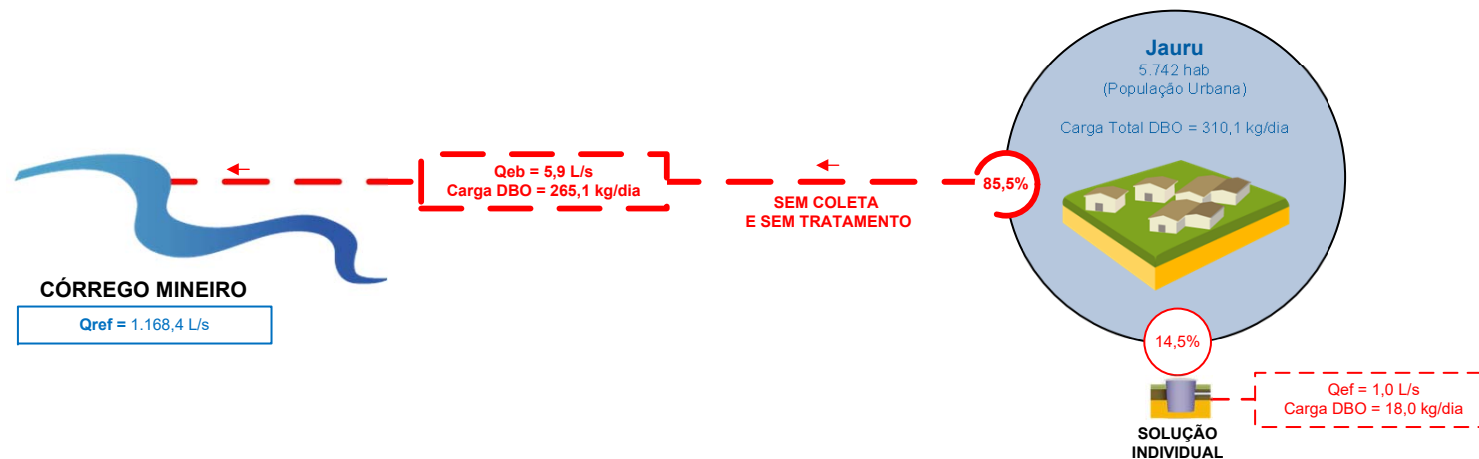 Jauru
5.742 hab
(População Urbana)
Carga Total DBO = 310,1 kg/dia
85,5%
SEM COLETA
E SEM TRATAMENTO
Qeb = 5,9 L/s
Carga DBO = 265,1 kg/dia
CÓRREGO MINEIRO
Qref = 1.168,4 L/s
14,5%
SOLUÇÃO
INDIVIDUAL
Qef = 1,0 L/s
Carga DBO = 18,0 kg/dia